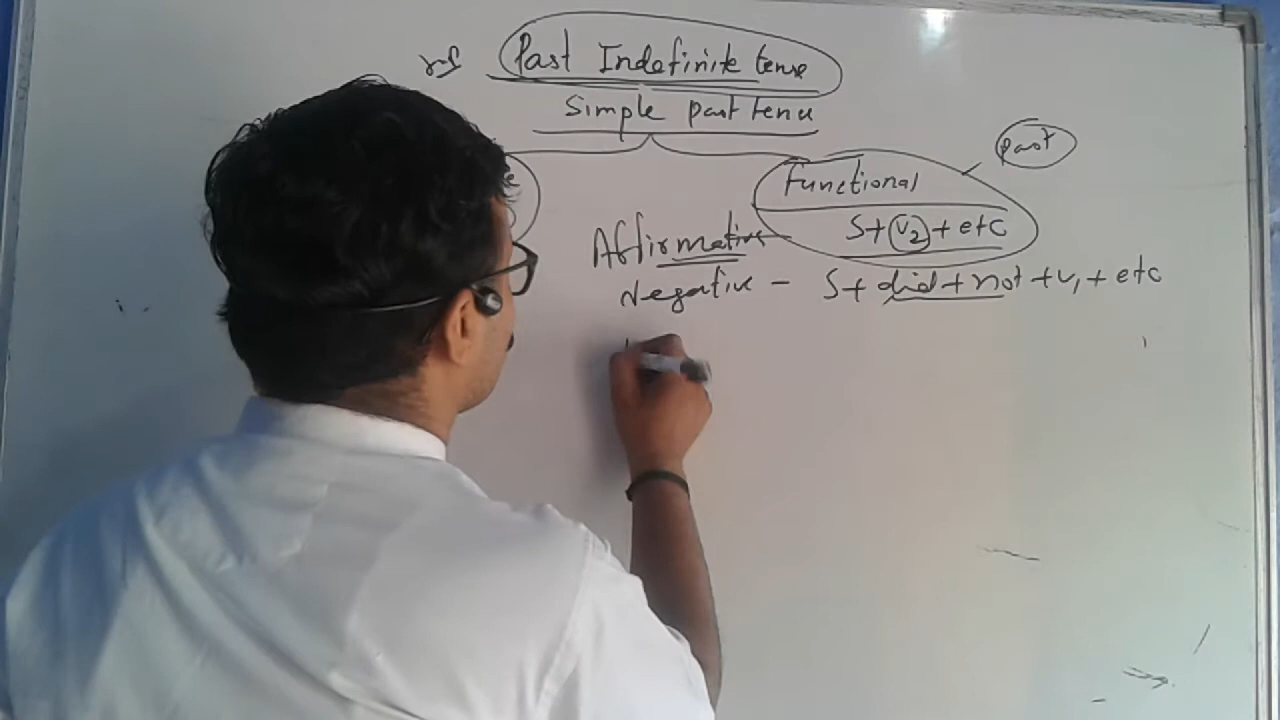 Past Indefinite tense
Simple past tense
past
Functional
S+V2+etc
Affirmative
Negative - S+did+not+V1+etc